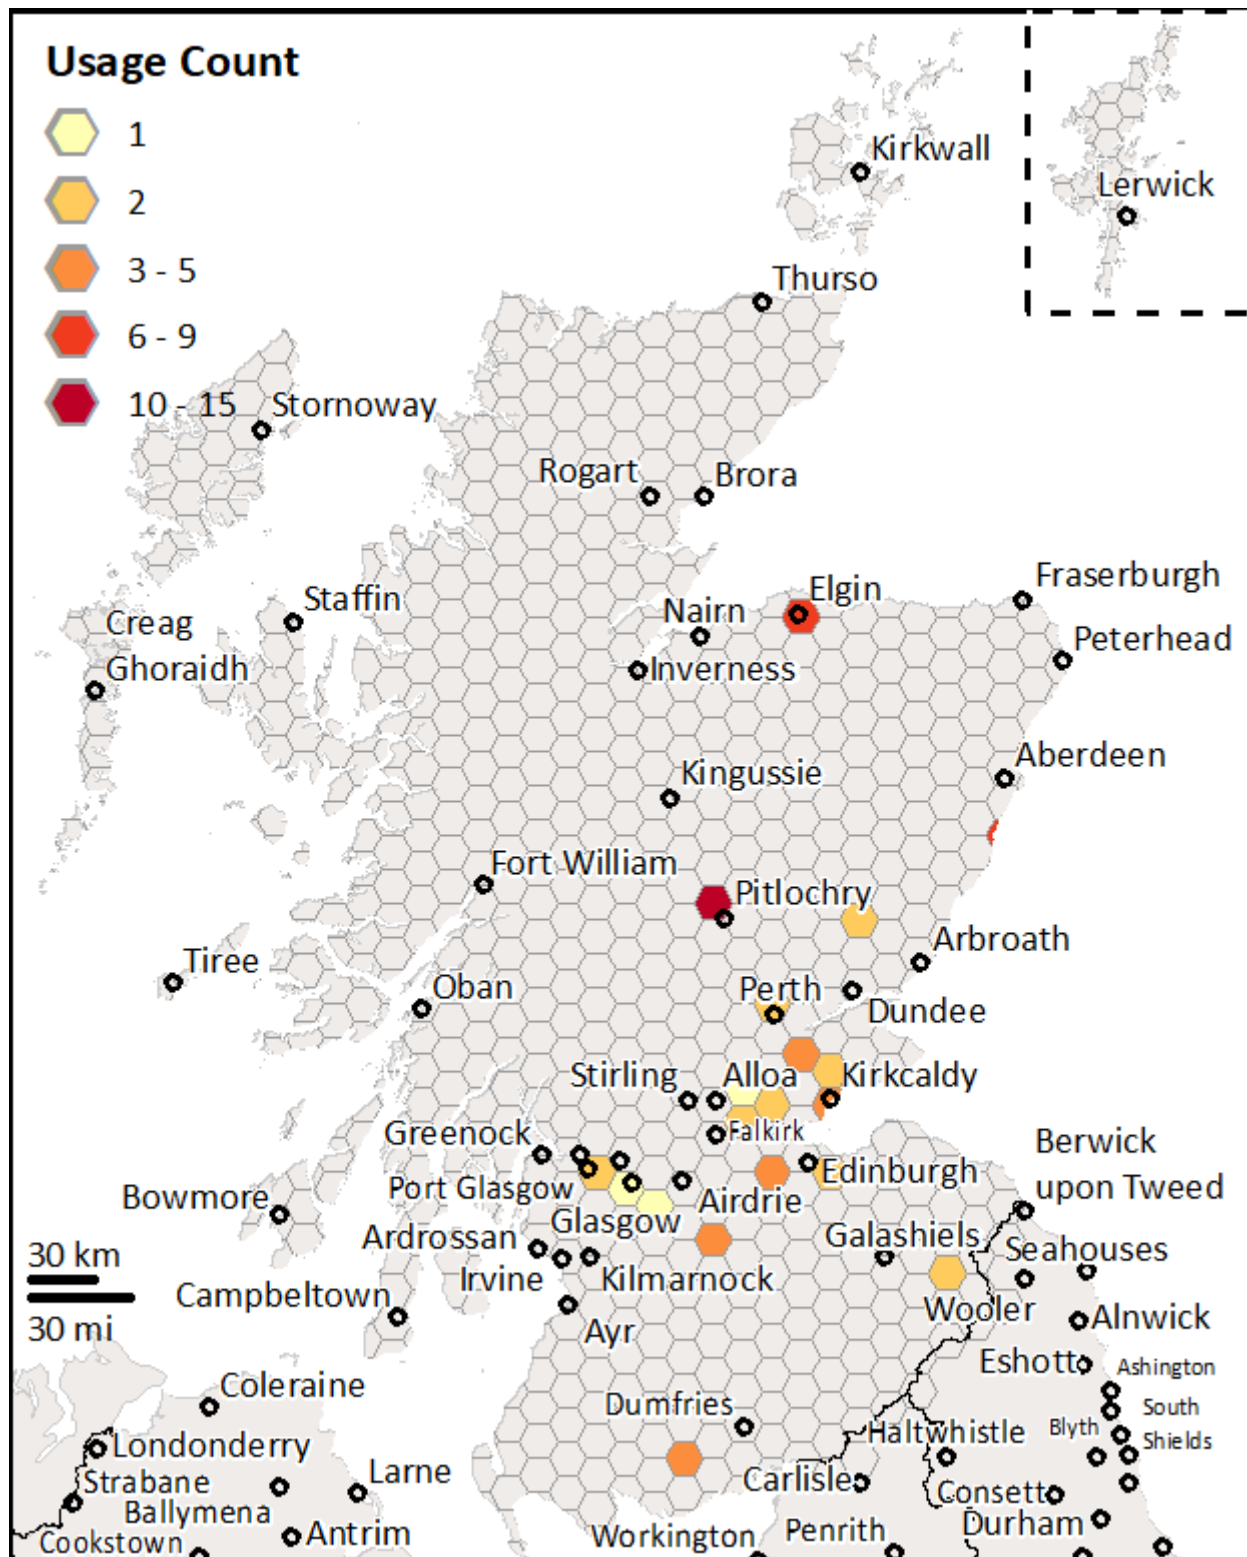 Usage Count
1
2
3 - 5
6 - 9
10 - 15
Kirkwall
Lerwick
Thurso
Stornoway
Rogart
Brora
Staffin
Creag
Ghoraidh
Elgin
Fraserburgh
Nairn
Peterhead
Inverness
Aberdeen
Kingussie
Fort William
Pitlochry
Arbroath
Tiree
Oban
Perth
Dundee
Stirling
Alloa
Kirkcaldy
Greenock
Falkirk
Berwick
upon Tweed
Port Glasgow
Edinburgh
Bowmore
Airdrie
Glasgow
Ardrossan
Galashiels
Seahouses
30 km
Irvine
Kilmarnock
Campbeltown
Wooler
30 mi
Ayr
Alnwick
Eshott
Ashington
Coleraine
Dumfries
South
Shields
Blyth
Haltwhistle
Londonderry
Larne
Carlisle
Strabane
Consett
Ballymena
Durham
Antrim
Workington
Penrith
Cookstown